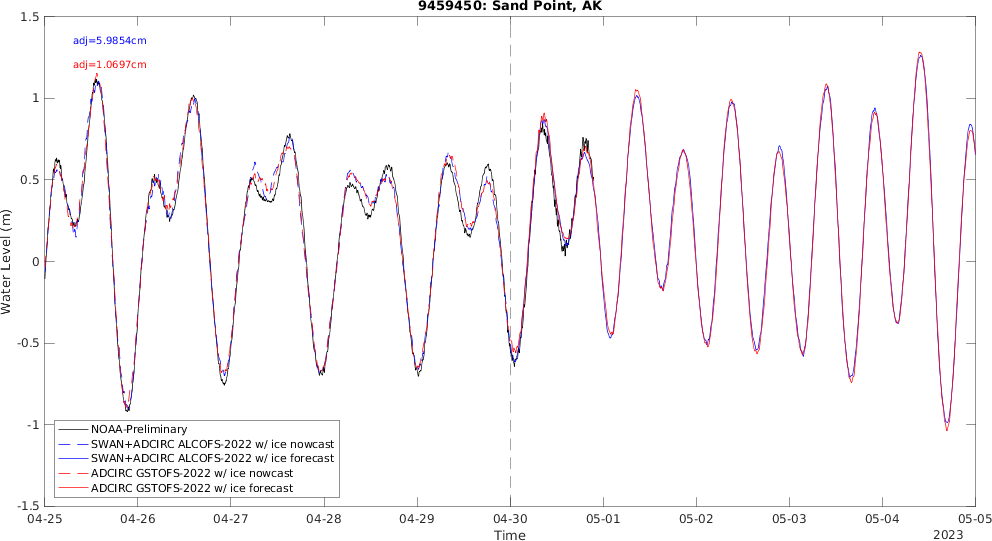 9459450: Sand Point, AK
1.5
adj=5.9854cm
adj=1.0697cm
1
0.5
0
-0.5
-1
-1.5
Water Level (m)
NOAA-Preliminary
SWAN+ADCIRC ALCOFS-2022 w/ ice nowcast
SWAN+ADCIRC ALCOFS-2022 w/ ice forecast
ADCIRC GSTOFS-2022 w/ ice nowcast
ADCIRC GSTOFS-2022 w/ ice forecast
04-25 04-26 04-27 04-28 04-29 04-30 05-01 05-02 05-03 05-04 05-05
Time
2023